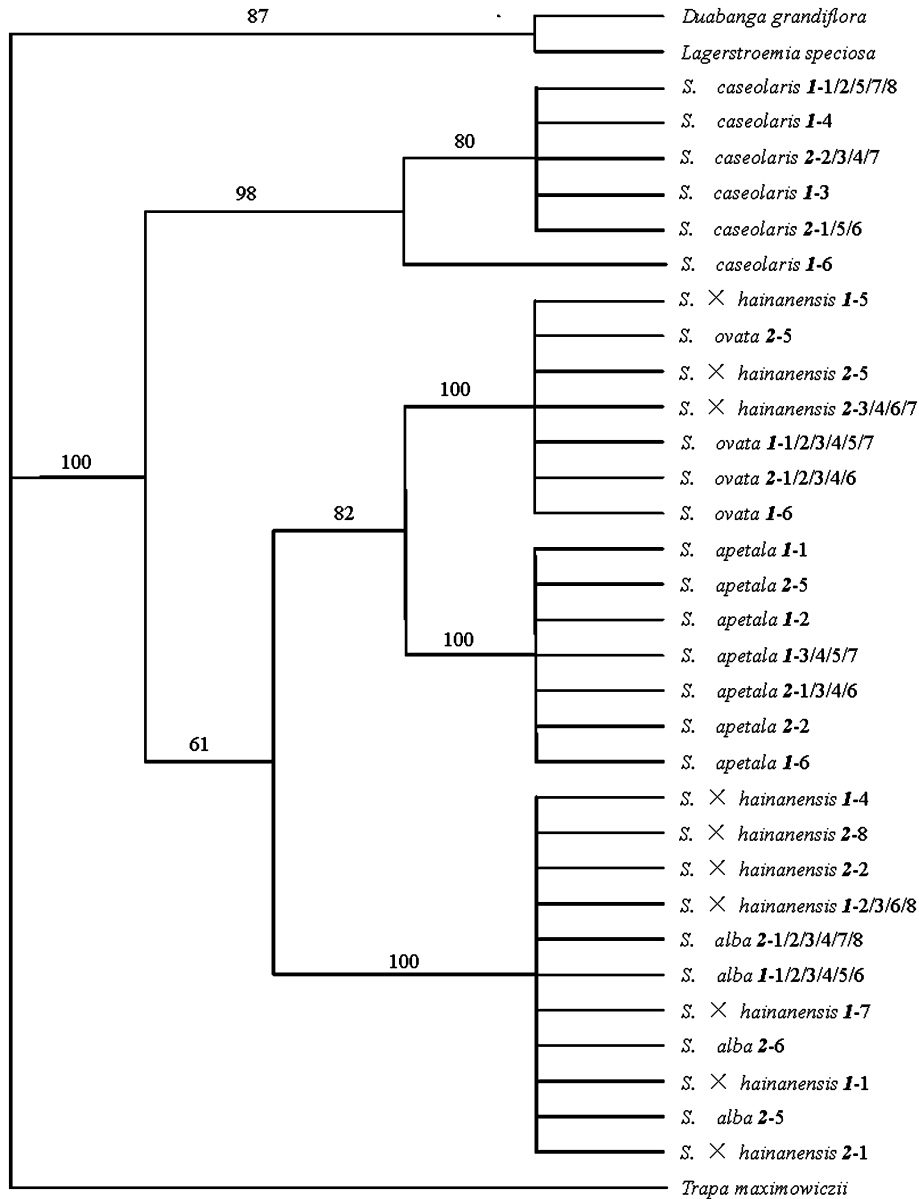 87
Duabanga grandiflora
Lagerstroemia speciosa
S. caseolaris 1-1/2/5/7/8
S. caseolaris 1-4
80
S. caseolaris 2-2/3/4/7
98
S. caseolaris 1-3
S. caseolaris 2-1/5/6
S. caseolaris 1-6
S. × hainanensis 1-5
S. ovata 2-5
S. × hainanensis 2-5
100
S. × hainanensis 2-3/4/6/7
S. ovata 1-1/2/3/4/5/7
100
S. ovata 2-1/2/3/4/6
82
S. ovata 1-6
S. apetala 1-1
S. apetala 2-5
S. apetala 1-2
100
S. apetala 1-3/4/5/7
S. apetala 2-1/3/4/6
S. apetala 2-2
61
S. apetala 1-6
S. × hainanensis 1-4
S. × hainanensis 2-8
S. × hainanensis 2-2
S. × hainanensis 1-2/3/6/8
S. alba 2-1/2/3/4/7/8
100
S. alba 1-1/2/3/4/5/6
S. × hainanensis 1-7
S. alba 2-6
S. × hainanensis 1-1
S. alba 2-5
S. × hainanensis 2-1
Trapa maximowiczii